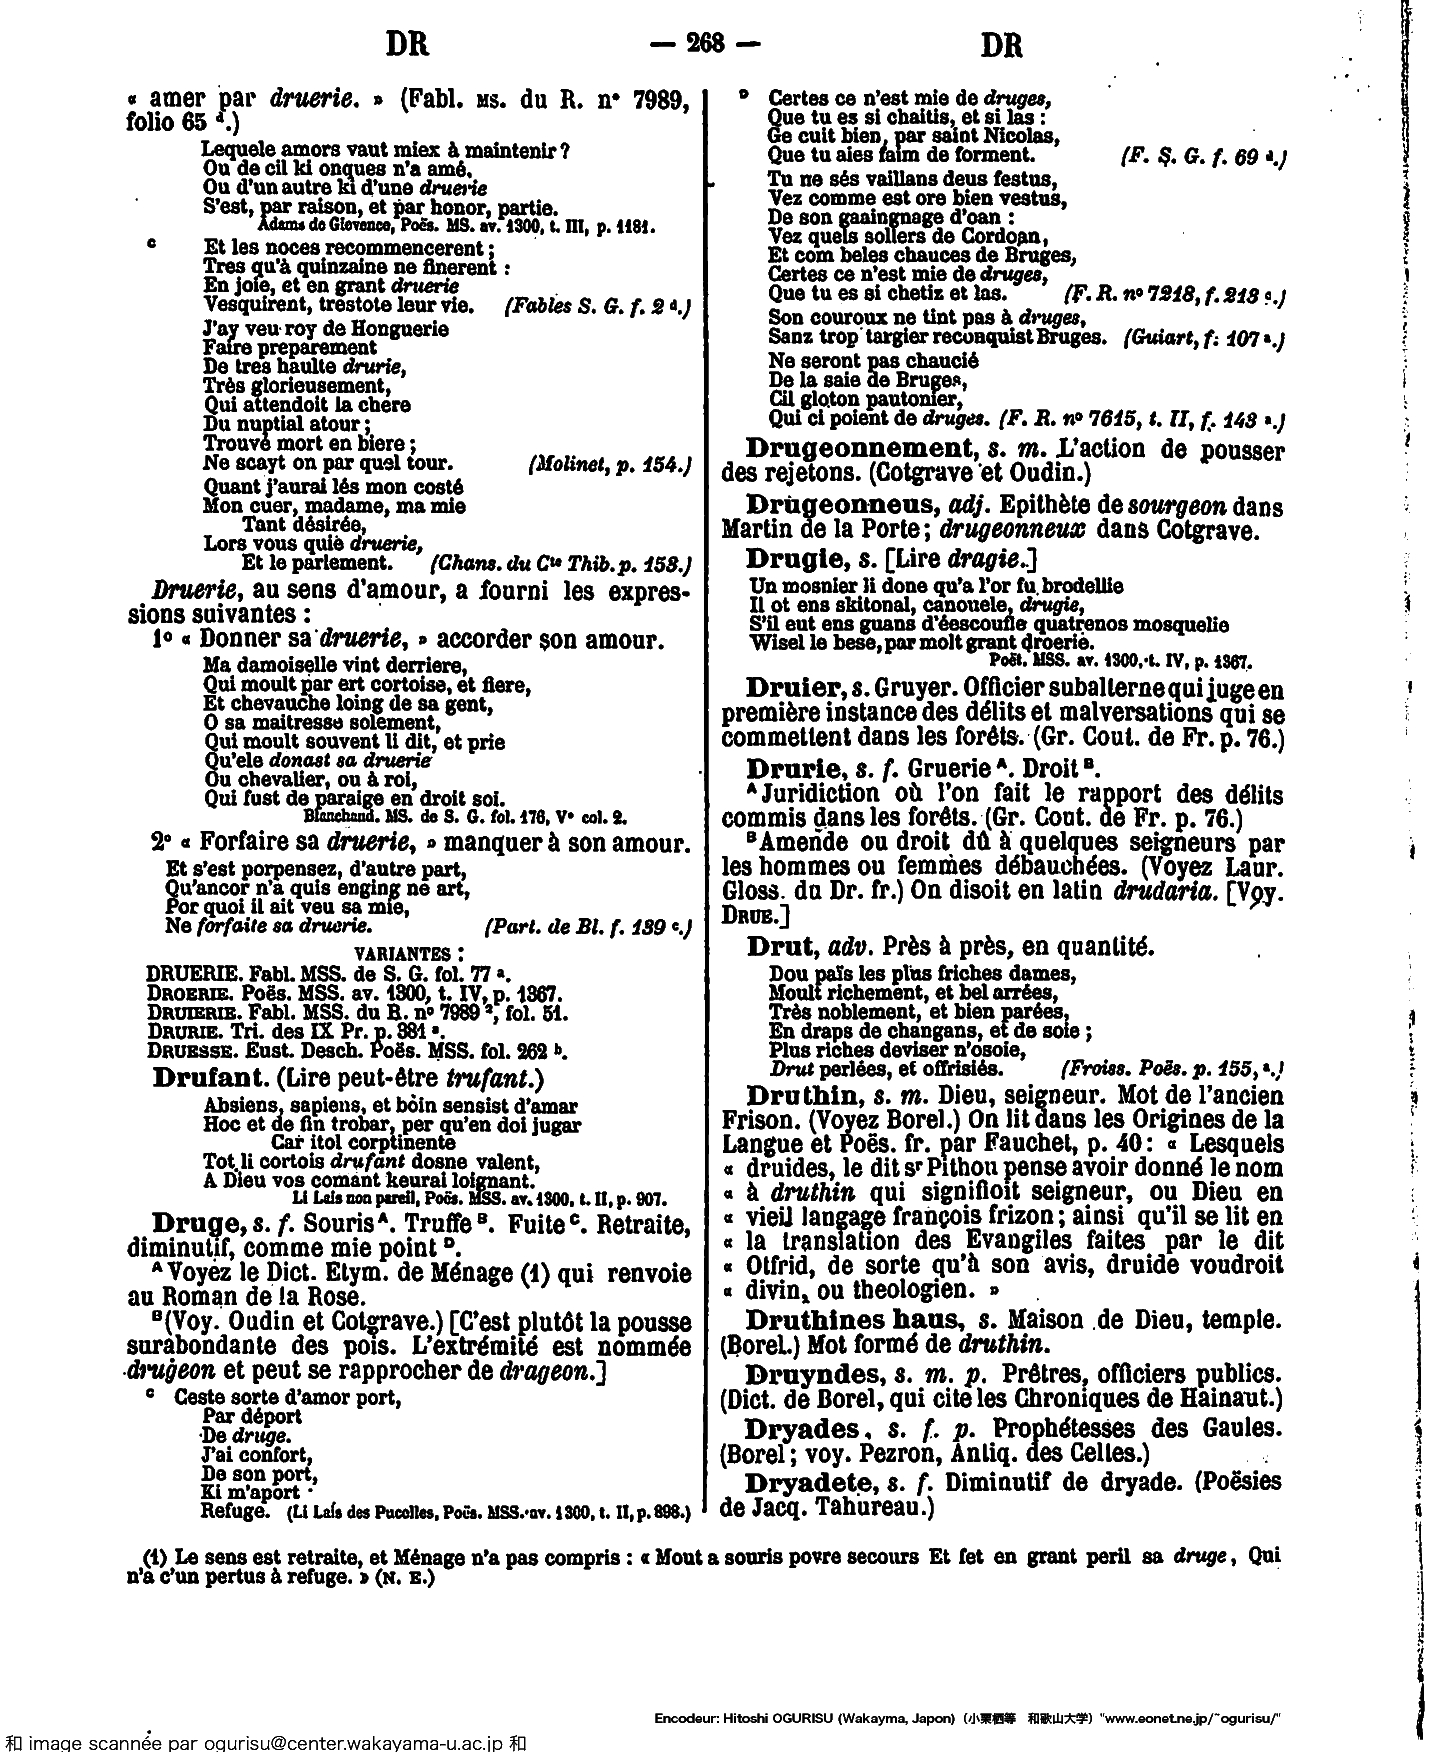 DR — 268 — DR
« amer par druerie. » (Fabl. MS. du R. n° 7989,
folio 65 d.)
Lequele amors vaut miex à maintenir ?
Ou de cil ki onques n'a amé,
Ou d'un autre ki d'une druerie
S'est, par raison, et par honor, partie.
Adams de Gievence, Poës. MS. av. 1300, t. III, p. 1181.
C Et les noces recommencerent ;
Tres qu'à quinzaine ne finerent :
En joie, et en grant druerie
Vesquirent, trestote leur vie. (Fables S. G. f. 2 d.)
J'ay veu roy de Honguerie
Faire preparement
De tres haulte drurie,
Très glorieusement,
Qui attendoit la chere
Du nuptial atour ;
Trouvé mort en biere ;
Ne scayt on par quel tour. (Molinet, p. 154.)
Quant j'aurai lés mon costé
Mon cuer, madame, ma mie
Tant désirée,
Lors vous quiè druerie,
Et le parlement. (Chans. du Cte Thib. p. 158.)
Druerie, au sens d'amour, a fourni les expres-
sions suivantes :
1° « Donner sa druerie, » accorder son amour.
Ma damoiselle vint derriere,
Qui moult par ert cortoise, et fiere,
Et chevauche loing de sa gent,
O sa maitresse solement,
Qui moult souvent li dit, et prie
Qu'ele donast sa druerie
Ou chevalier, ou à roi,
Qui fust de paraige en droit soi.
Blanchand. MS. de S. G. fol. 176, V° col. 2.
2° « Forfaire sa druerie, » manquer à son amour.
Et s'est porpensez, d'autre part,
Qu'ancor n'a quis enging ne art,
Por quoi il ait veu sa mie,
Ne forfaite sa druerie. (Part. de Bl. f. 139 c.)
VARIANTES :
DRUERIE. Fabl. MSS. de S. G. fol. 77 a.
DROERIE. Poës. MSS. av. 1300, t. IV, p. 1367.
DRUIERIE. Fabl. MSS. du R. n° 7989 2, fol. 51.
DRURIE. Tri. des IX Pr. p. 381 a.
DRUESSE. Eust. Desch. Poës. MSS. fol. 262 b.
Drufant. (Lire peut-être trufant.)
Absiens, sapiens, et bòin sensist d'amar
Hoc et de fin trobar, per qu'en doi jugar
Car itol corptinente
Tot li cortois drufant dosne valent,
A Dieu vos comant keurai loignant.
Li Lais non pareil, Poës. MSS. av. 1300, t. II, p. 907.
Druge, s. f. Souris A. Truffe B. Fuite C. Retraite,
diminutif, comme mie point D.
A Voyez le Dict. Etym. de Ménage (1) qui renvoie
au Roman de la Rose.
B (Voy. Oudin et Cotgrave.) [C'est plutôt la pousse
surabondante des pois. L'extrémité est nommée
drugeon et peut se rapprocher de drageon.]
C Ceste sorte d'amor port,
Par déport
De druge.
J'ai confort,
De son port,
Ki m'aport
Refuge. (Li Lais des Pucelles, Poës. MSS. av. 1300, t. II, p. 898.)
D Certes ce n'est mie de druges,
Que tu es si chaitis, et si las :
Ge cuit bien, par saint Nicolas,
Que tu aies faim de forment. (F. S. G. f. 69 d.)
Tu ne sés vaillans deus festus,
Vez comme est ore bien vestus,
De son gaaingnage d'oan :
Vez quels sollers de Cordoan,
Et com beles chauces de Bruges,
Certes ce n'est mie de druges,
Que tu es si chetiz et las. (F. R. n° 7218, f. 213 c.)
Son couroux ne tint pas à druges,
Sanz trop targier reconquist Bruges. (Guiart, f. 107 a.)
Ne seront pas chaucié
De la saie de Bruges,
Cil gloton pautonier,
Qui ci poient de druges. (F. R. n° 7615, t. II, f. 143 a.)
Drugeonnement, s. m. L'action de pousser
des rejetons. (Cotgrave et Oudin.)
Drugeonneus, adj. Epithète de sourgeon dans
Martin de la Porte ; drugeonneux dans Cotgrave.
Drugie, s. [Lire dragie.]
Un mosnier li done qu'a l'or fu brodellie
Il ot ens skitonal, canouele, drugie,
S'il eut ens guans d'éescoufle quatrenos mosquelie
Wisel le bese, par molt grant droerie.
Poët. MSS. av. 1300, t. IV, p. 1367.
Druier, s. Gruyer. Officier subalterne qui juge en
première instance des délits et malversations qui se
commettent dans les forêts. (Gr. Cout. de Fr. p. 76.)
Drurie, s. f. Gruerie A. Droit B.
A Juridiction où l'on fait le rapport des délits
commis dans les forêts. (Gr. Cout. de Fr. p. 76.)
B Amende ou droit dû à quelques seigneurs par
les hommes ou femmes débauchées. (Voyez Laur.
Gloss. du Dr. fr.) On disoit en latin drudaria. [Voy.
DRUE.]
Drut, adv. Près à près, en quantité.
Dou païs les plus friches dames,
Moult richement, et bel arrées,
Très noblement, et bien parées,
En draps de changans, et de soie ;
Plus riches deviser n'osoie,
Drut perlées, et offrisiés. (Froiss. Poës. p. 155, a.)
Druthin, s. m. Dieu, seigneur. Mot de l'ancien
Frison. (Voyez Borel.) On lit dans les Origines de la
Langue et Poës. fr. par Fauchet, p. 40 : « Lesquels
« druides, le dit sr Pithou pense avoir donné le nom
« à druthin qui signifioit seigneur, ou Dieu en
« vieil langage françois frizon ; ainsi qu'il se lit en
« la translation des Evangiles faites par le dit
« Otfrid, de sorte qu'à son avis, druide voudroit
« divin, ou theologien. »
Druthines haus, s. Maison de Dieu, temple.
(Borel.) Mot formé de druthin.
Druyndes, s. m. p. Prêtres, officiers publics.
(Dict. de Borel, qui cite les Chroniques de Hainaut.)
Dryades, s. f. p. Prophétesses des Gaules.
(Borel ; voy. Pezron, Antiq. des Celtes.)
Dryadete, s. f. Diminutif de dryade. (Poësies
de Jacq. Tahureau.)
(1) Le sens est retraite, et Ménage n'a pas compris : « Mout a souris povre secours Et fet en grant peril sa druge, Qui
n'a c'un pertus à refuge. » (N. E.)
Encodeur: Hitoshi OGURISU (Wakayma, Japon) (小栗栖等 和歌山大学) "www.eonet.ne.jp/~ogurisu/"
和 image scannée par ogurisu@center.wakayama-u.ac.jp 和